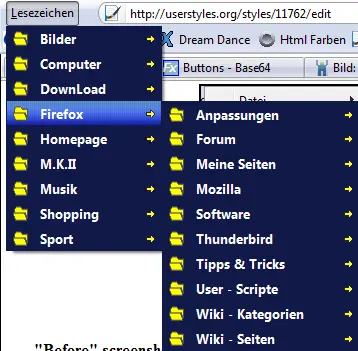 Lesezeichen http://userstyles.org/styles/11762/edit
Bilder Dream Dance Html Farben
Computer Buttons - Base64 Bild:
DownLoad
Firefox Anpassungen
Homepage Forum
M.K.II Meine Seiten
Musik Mozilla
Shopping Software
Sport Thunderbird
Tipps & Tricks
User - Scripte
Wiki - Kategorien
Wiki - Seiten
"Before" screensh